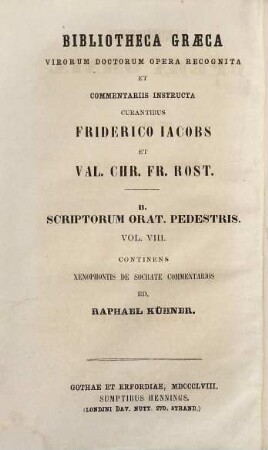 BIBLIOTHECA GRÆCA
VIRORUM DOCTORUM OPERA RECOGNITA
ET
COMMENTARIIS INSTRUCTA
CURANTIBUS
FRIDERICO IACOBS
ET
VAL. CHR. FR. ROST.
B.
SCRIPTORUM ORAT. PEDESTRIS.
VOL. VIII.
CONTINENS
XENOPHONTIS DE SOCRATE COMMENTARIOS
ED.
RAPHAEL KÜHNER.
GOTHAE ET ERFORDIAE, MDCCCLVIII.
SUMPTIBUS HENNINGS.
(LONDINI DAV. NUTT. 270. STRAND.)